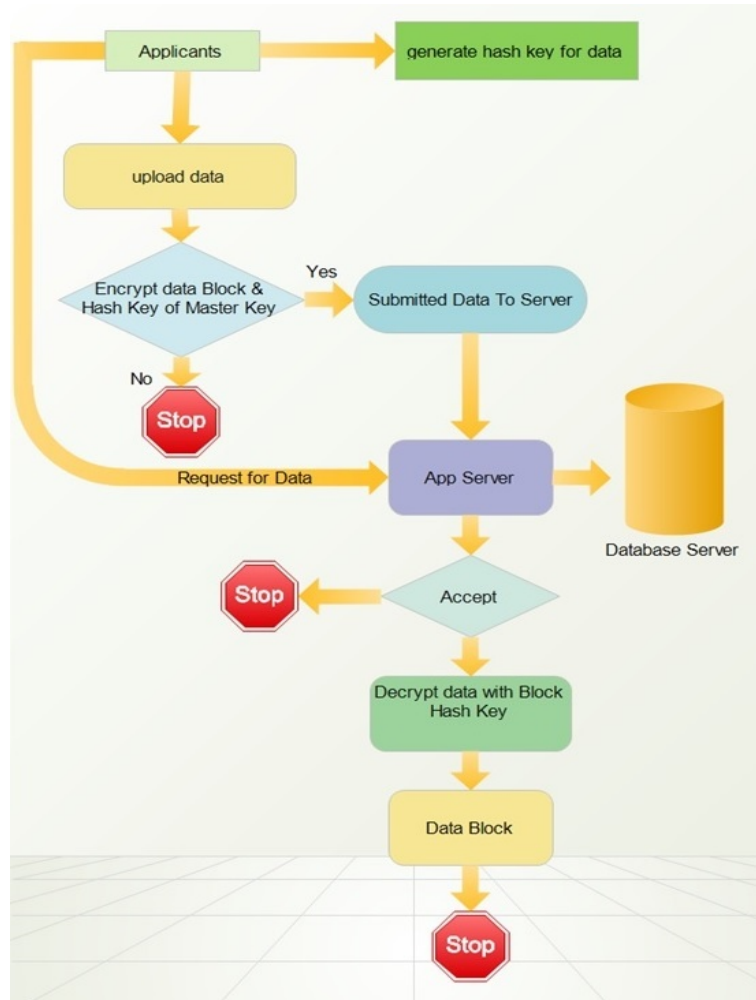 Applicants
generate hash key for data
upload data
Encrypt data Block &
Hash Key of Master Key
Yes
Submitted Data To Server
No
Stop
Request for Data
App Server
Database Server
Stop
Accept
Decrypt data with Block
Hash Key
Data Block
Stop